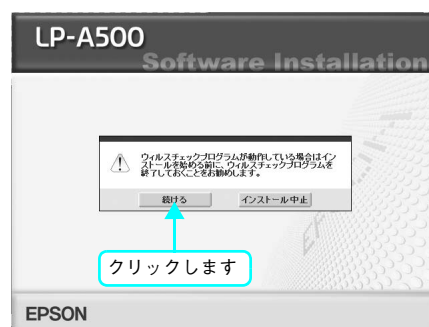 LP-A500
Software Installation
ウィルスチェックプログラムが動作している場合はイン
ストールを始める前に、ウィルスチェックプログラムを
終了しておくことをお勧めします。
続ける
インストール中止
クリックします
EPSON